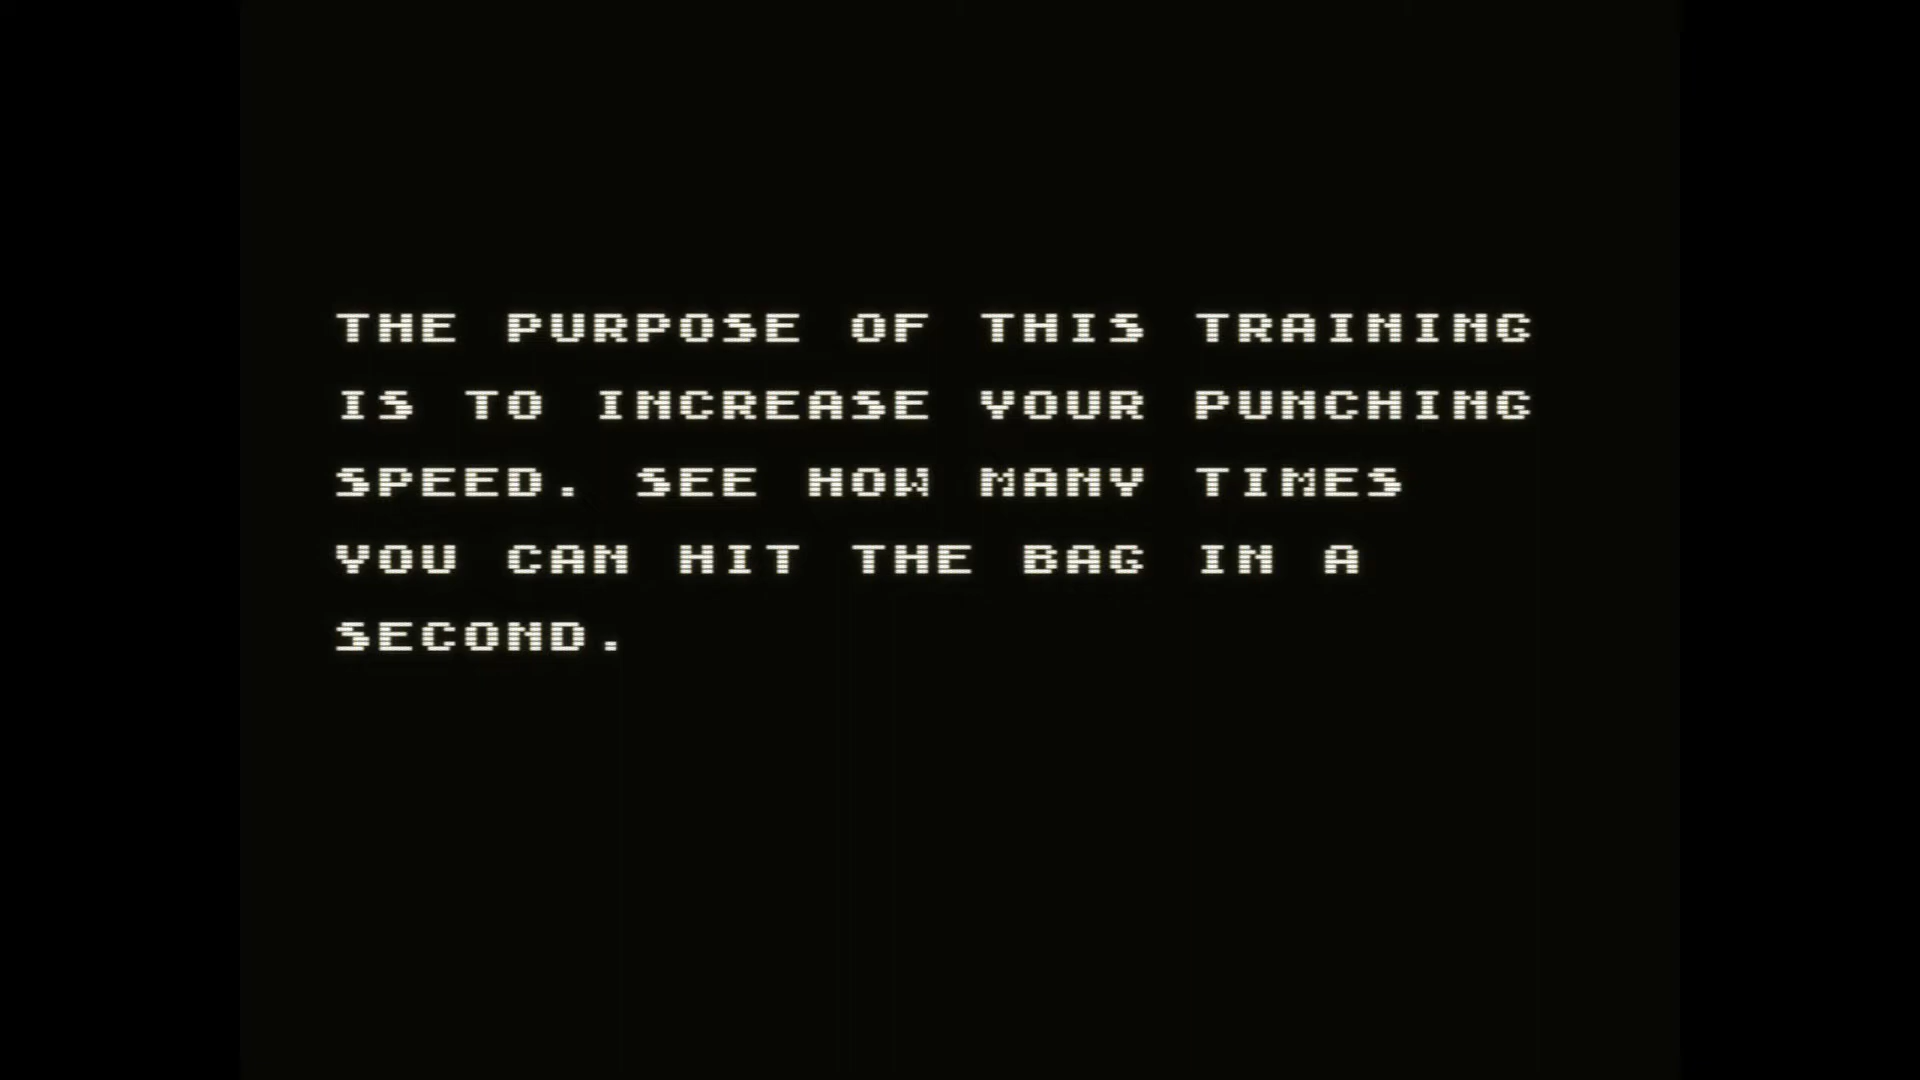 THE PURPOSE OF THIS TRAINING
IS TO INCREASE YOUR PUNCHING
SPEED. SEE HOW MANY TIMES
YOU CAN HIT THE BAG IN A
SECOND.